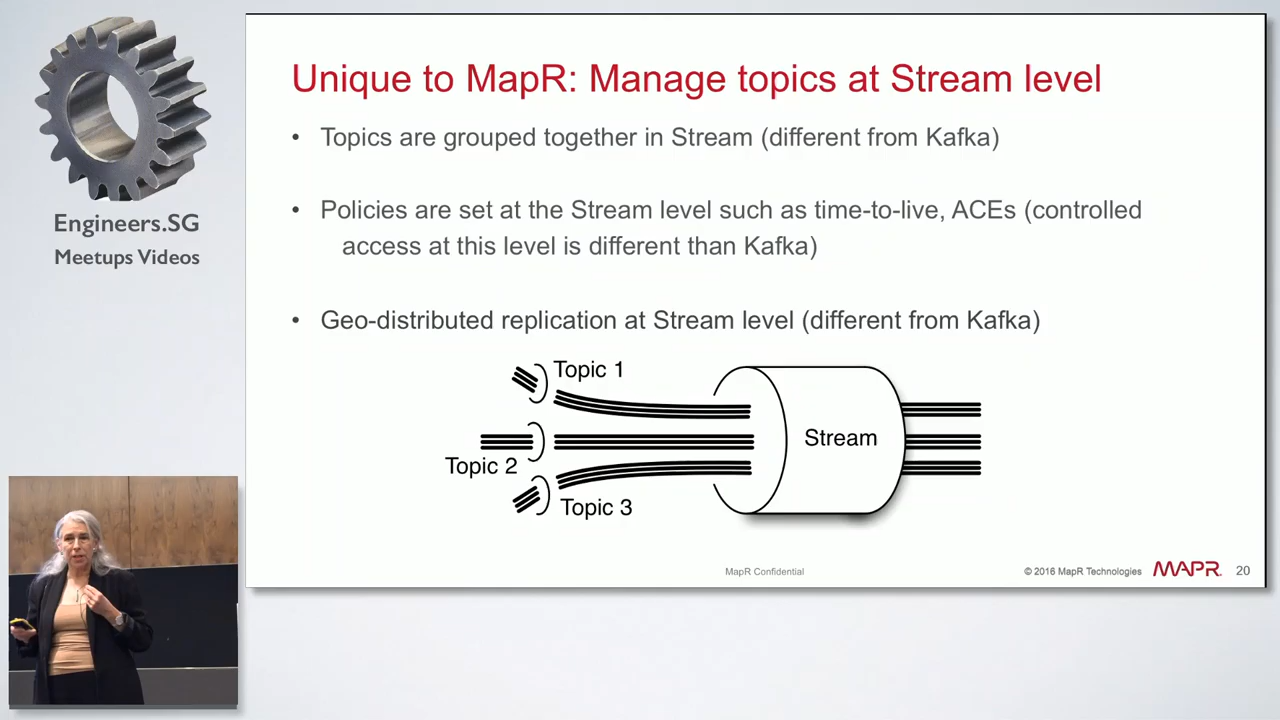 Engineers.SG
Meetups Videos
Unique to MapR: Manage topics at Stream level
• Topics are grouped together in Stream (different from Kafka)
• Policies are set at the Stream level such as time-to-live, ACEs (controlled
access at this level is different than Kafka)
• Geo-distributed replication at Stream level (different from Kafka)
Topic 1
Stream
Topic 2
Topic 3
MapR Confidential
© 2016 MapR Technologies
MAPR
20